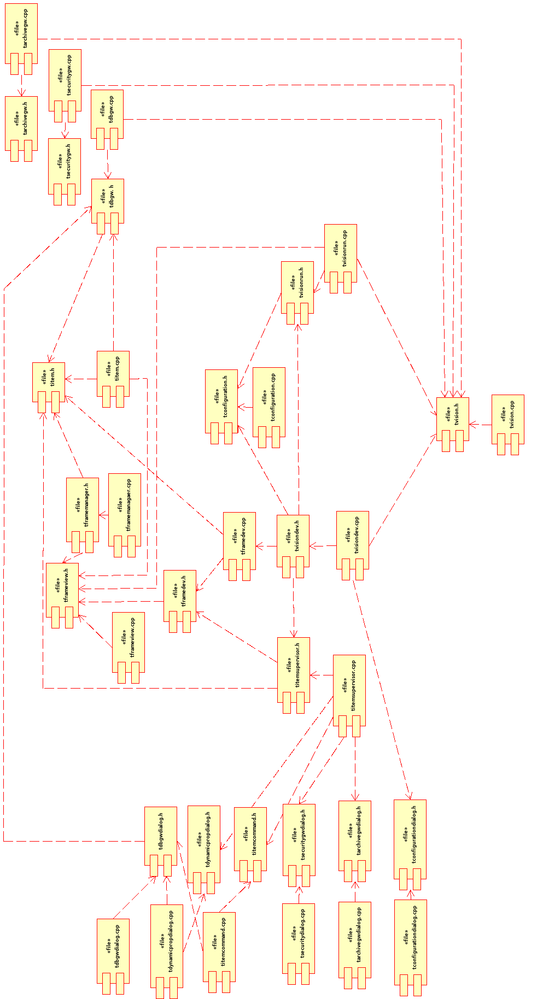 «file»
tarchivegw.cpp
«file»
tsecuritygw.cpp
«file»
tdbgw.cpp
«file»
tarchivegw.h
«file»
tsecuritygw.h
«file»
tdbgw. h
«file»
tvisionrun.cpp
«file»
tvisionrun.h
«file»
titem.h
«file»
titem.cpp
«file»
tconfiguration.h
«file»
tconfiguration.cpp
«file»
tvision.h
«file»
tvision.cpp
«file»
tframemanager.h
«file»
tframemanagaer.cpp
«file»
tframedev.cpp
«file»
tvisiondev.h
«file»
tvisiondev.cpp
«file»
tframeview.h
«file»
tframedev.h
«file»
tframeview.cpp
«file»
titemsupervisor.h
«file»
titemsupervisor.cpp
«file»
tdbgwdialog.h
«file»
tdynamicpropdialog.h
«file»
titemcommand.h
«file»
tsecuritygwdialog.h
«file»
tarchivegwdialog.h
«file»
tconfigurationdialog.h
«file»
tdbgwdialog.cpp
«file»
tdynamicpropdialog.cpp
«file»
titemcommand.cpp
«file»
tsecuritydialog.cpp
«file»
tarchivegwdialog.cpp
«file»
tconfigurationdialog.cpp